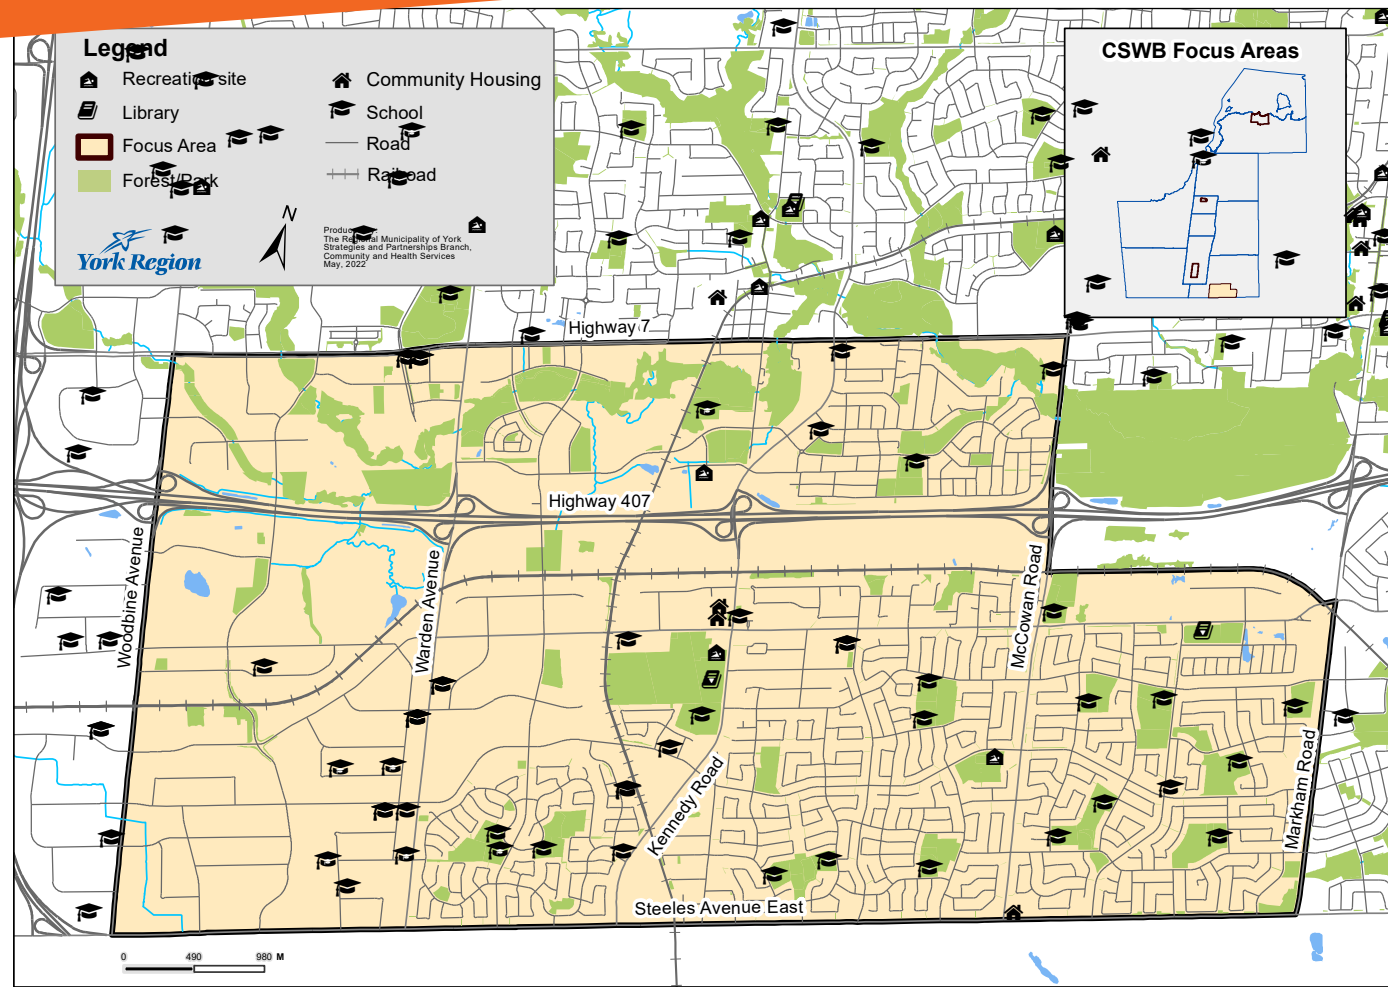 Legend
Recreation site
Community Housing
Library
School
Focus Area
Road
Forest/Park
Railroad
N
York Region
The Regional Municipality of York
Strategies and Partnerships Branch,
Community and Health Services
May, 2022
CSWB Focus Areas
Highway 7
Highway 407
Woodbine Avenue
Warden Avenue
McCowan Road
Kennedy Road
Markham Road
Steeles Avenue East
0 490 980 M